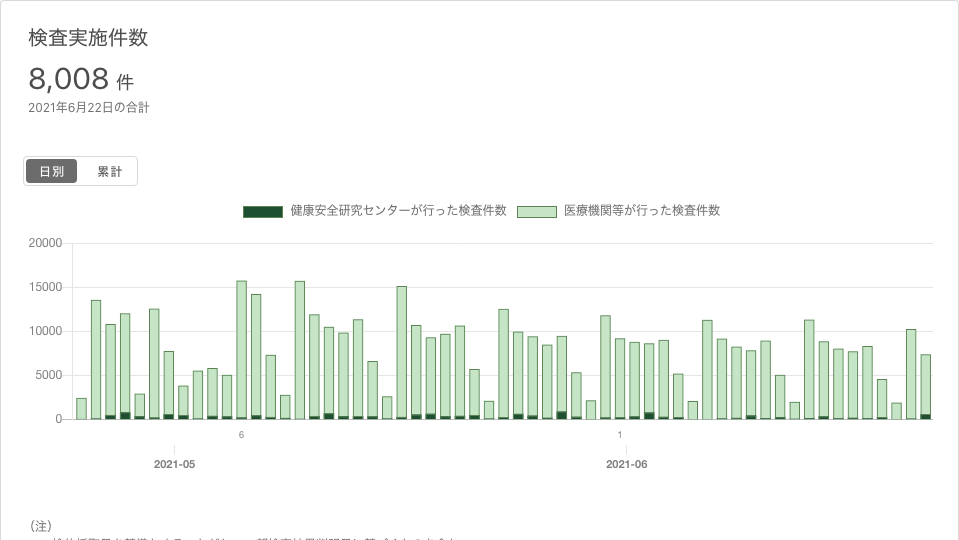 検査実施件数
8,008 件
2021年6月22日の合計
日別 累計
健康安全研究センターが行った検査件数 医療機関等が行った検査件数
20000
15000
10000
5000
0
6 1
2021-05 2021-06
（注）